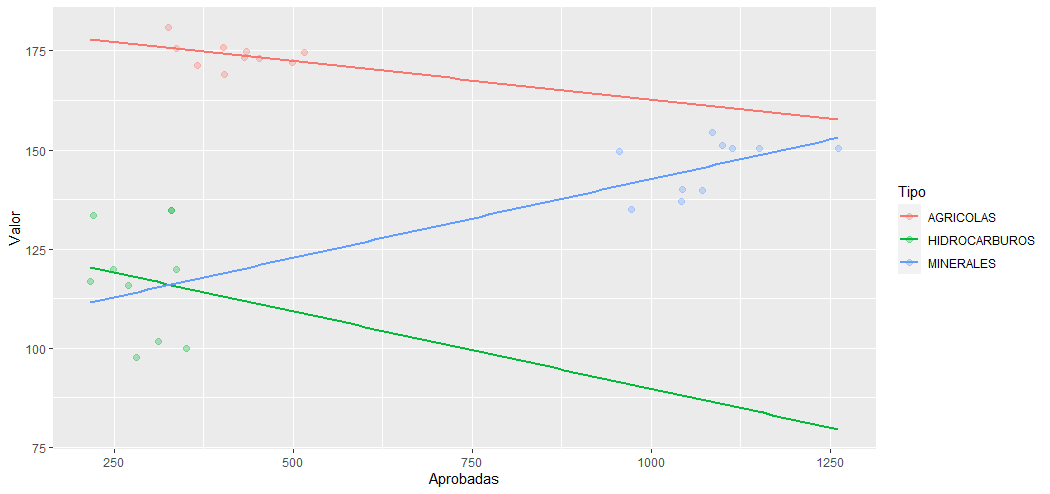 175
150
125
100
75
Valor
250
500
750
1000
1250
Aprobadas
Tipo
AGRICOLAS
HIDROCARBUROS
MINERALES